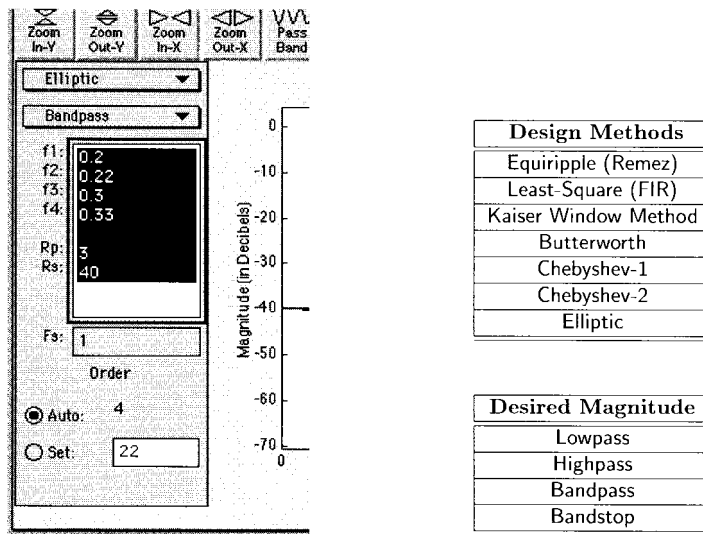 Zoom In-Y
Zoom Out-Y
Zoom In-X
Zoom Out-X
Pass Band
Elliptic
Bandpass
f1: 0.2
f2: 0.22
f3: 0.3
f4: 0.33
Rp: 3
Rs: 40
Fs: 1
Order
Auto: 4
Set: 22
Magnitude (in Decibels)
0
-10
-20
-30
-40
-50
-60
-70
0
Design Methods
Equiripple (Remez)
Least-Square (FIR)
Kaiser Window Method
Butterworth
Chebyshev-1
Chebyshev-2
Elliptic
Desired Magnitude
Lowpass
Highpass
Bandpass
Bandstop